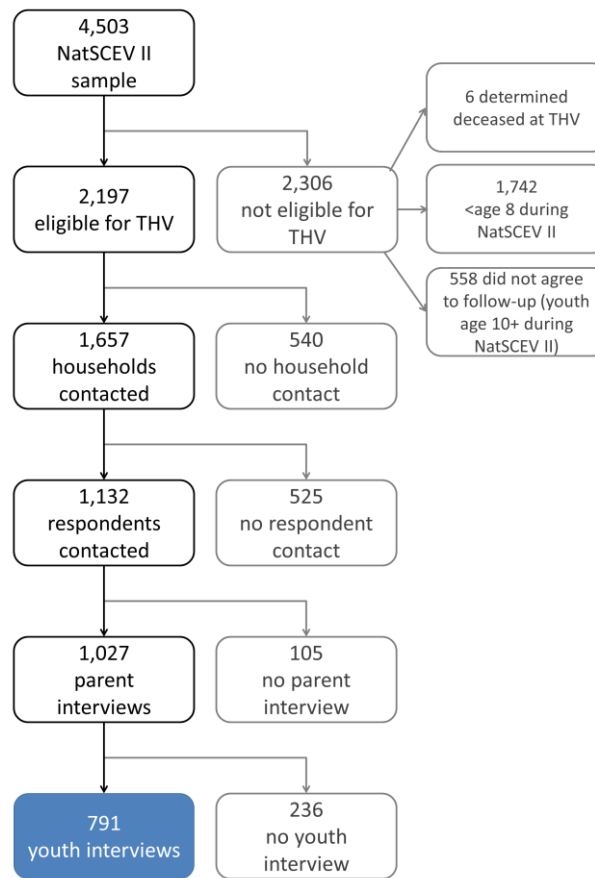 4,503
NatSCEV II
sample
6 determined
deceased at THV
2,197
eligible for THV
2,306
not eligible for
THV
1,742
<age 8 during
NatSCEV II
558 did not agree
to follow-up (youth
age 10+ during
NatSCEV II)
1,657
households
contacted
540
no household
contact
1,132
respondents
contacted
525
no respondent
contact
1,027
parent
interviews
105
no parent
interview
791
youth interviews
236
no youth
interview